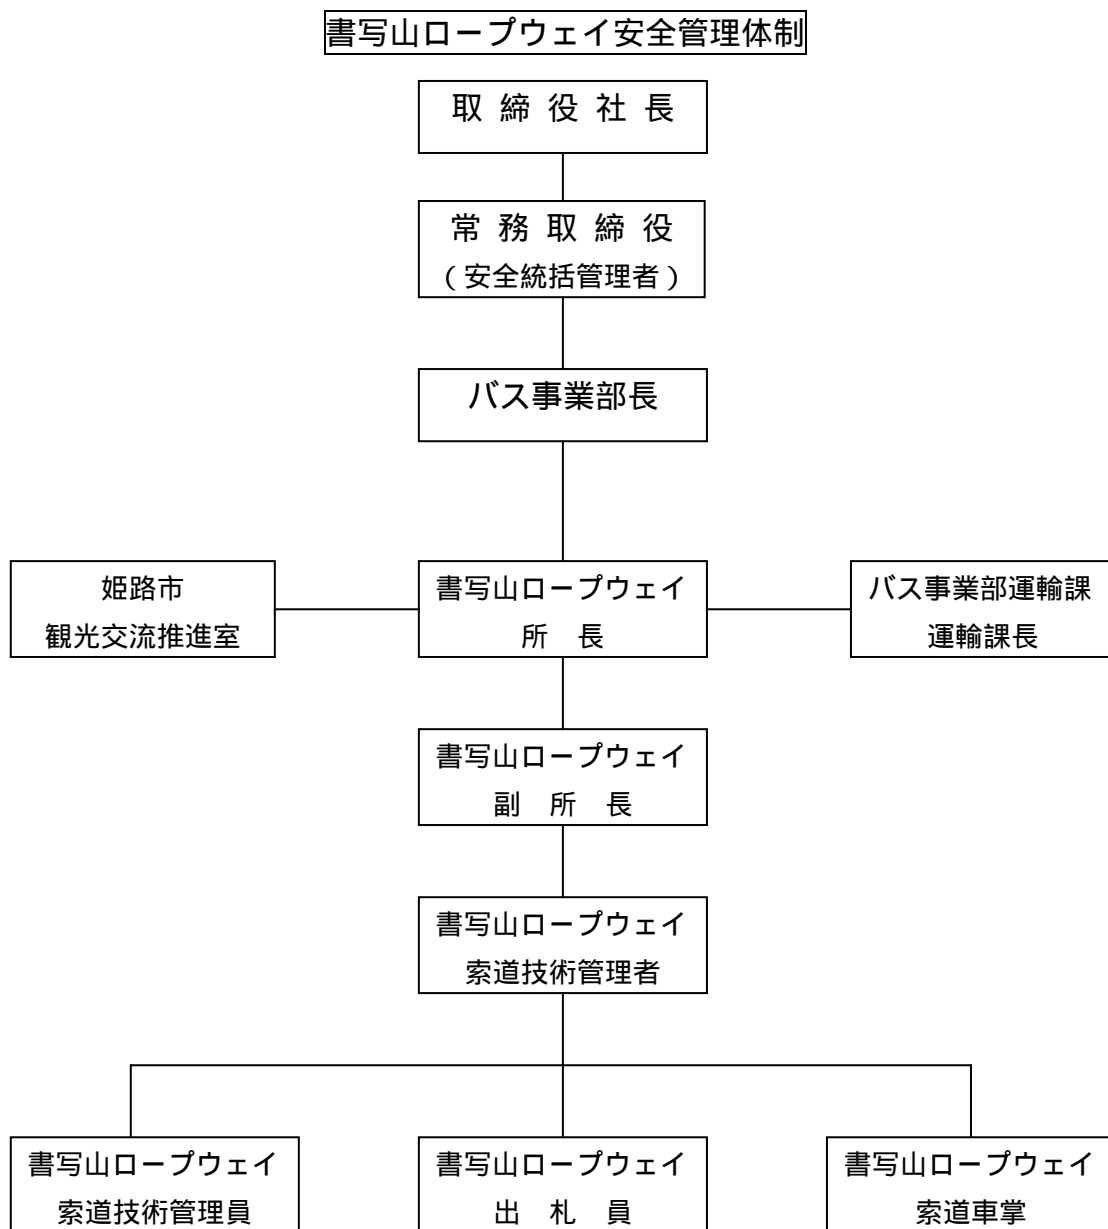 書写山ロープウェイ安全管理体制
取締役社長
常務取締役
(安全統括管理者)
バス事業部長
姫路市
観光交流推進室
書写山ロープウェイ
所長
バス事業部運輸課
運輸課長
書写山ロープウェイ
副所長
書写山ロープウェイ
索道技術管理者
書写山ロープウェイ
索道技術管理員
書写山ロープウェイ
出札員
書写山ロープウェイ
索道車掌